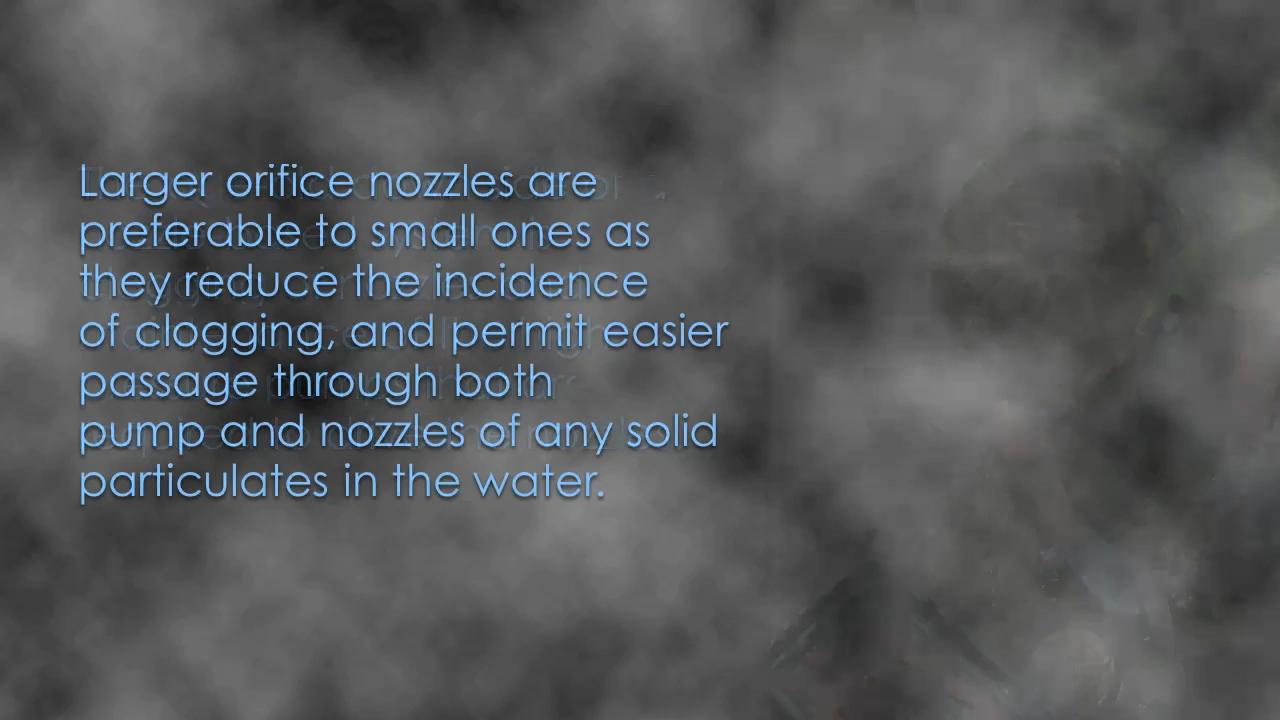 Larger orifice nozzles are
preferable to small ones as
they reduce the incidence
of clogging, and permit easier
passage through both
pump and nozzles of any solid
particulates in the water.